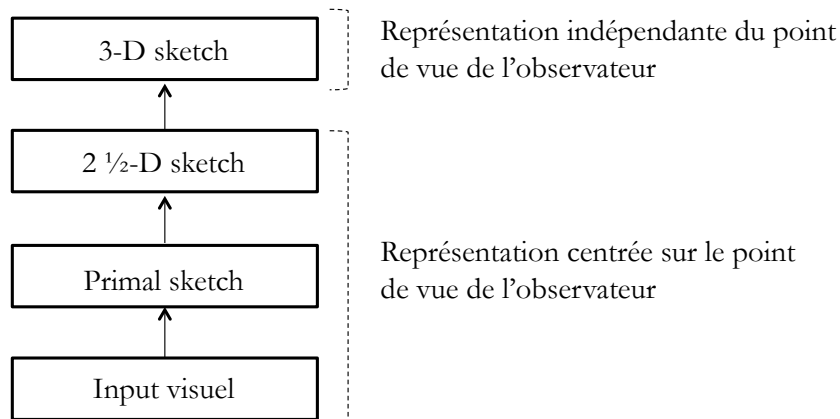 3-D sketch
Représentation indépendante du point
de vue de l’observateur
2 ½-D sketch
Primal sketch
Représentation centrée sur le point
de vue de l’observateur
Input visuel